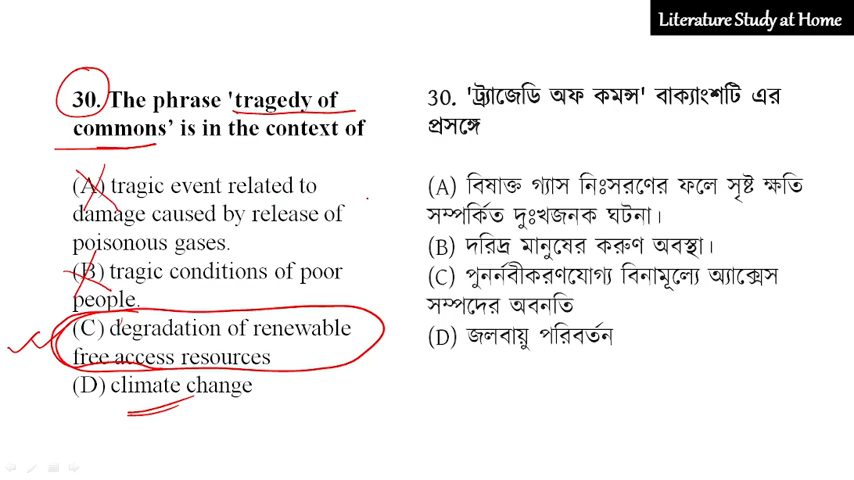 Literature Study at Home
30. The phrase 'tragedy of
commons' is in the context of
(A) tragic event related to
damage caused by release of
poisonous gases.
(B) tragic conditions of poor
people.
(C) degradation of renewable
free access resources
(D) climate change
30. 'ট্র্যাজেডি অফ কমন্স' বাক্যাংশটি এর
প্রসঙ্গে
(A) বিষাক্ত গ্যাস নিঃসরণের ফলে সৃষ্ট ক্ষতি
সম্পর্কিত দুঃখজনক ঘটনা।
(B) দরিদ্র মানুষের করুণ অবস্থা।
(C) পুনর্নবীকরণযোগ্য বিনামূল্যে অ্যাক্সেস
সম্পদের অবনতি
(D) জলবায়ু পরিবর্তন